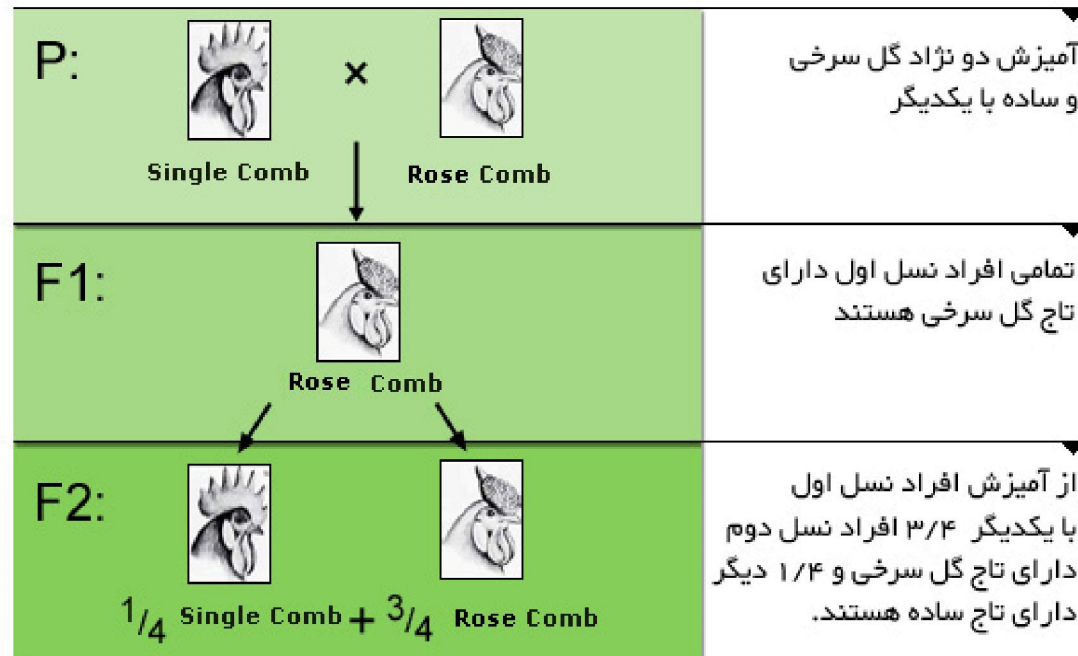 P:
×
Single Comb
Rose Comb
آمیزش دو نژاد گل سرخی
و ساده با یکدیگر
F1:
Rose Comb
تمامی افراد نسل اول دارای
تاج گل سرخی هستند
F2:
1/4 Single Comb + 3/4 Rose Comb
از آمیزش افراد نسل اول
با یکدیگر ۳/۴ افراد نسل دوم
دارای تاج گل سرخی و ۱/۴ دیگر
دارای تاج ساده هستند.